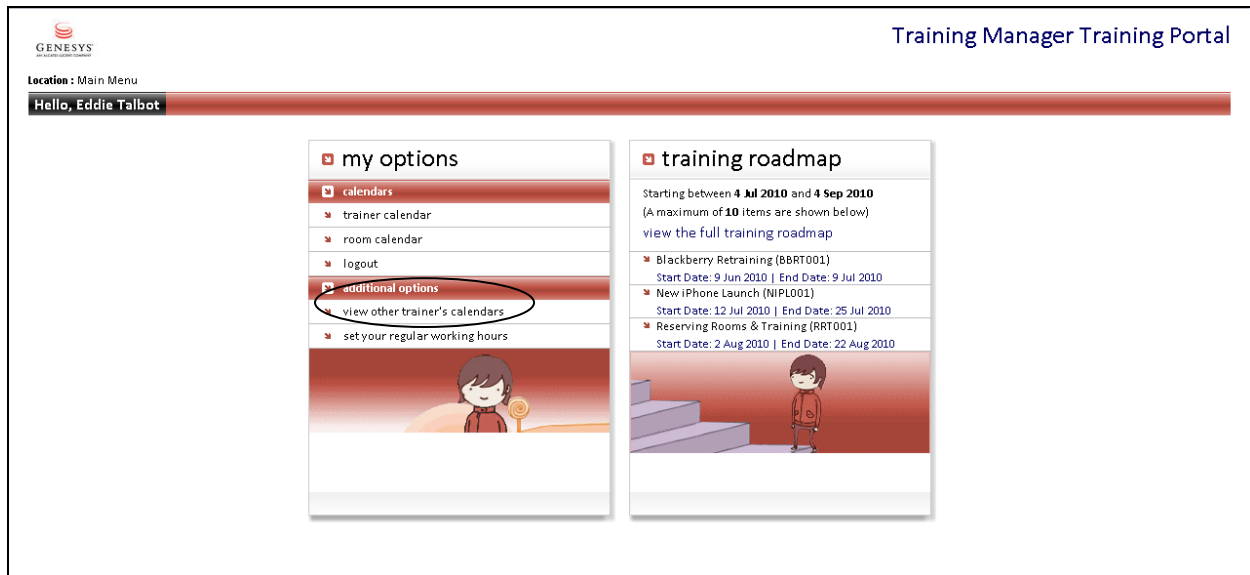 GENESYS
AN ALCATEL-LUCENT COMPANY
Training Manager Training Portal
Location : Main Menu
Hello, Eddie Talbot
my options
calendars
trainer calendar
room calendar
logout
additional options
view other trainer's calendars
set your regular working hours
training roadmap
Starting between 4 Jul 2010 and 4 Sep 2010
(A maximum of 10 items are shown below)
view the full training roadmap
Blackberry Retraining (BBRT001)
Start Date: 9 Jun 2010 | End Date: 9 Jul 2010
New iPhone Launch (NIPL001)
Start Date: 12 Jul 2010 | End Date: 25 Jul 2010
Reserving Rooms & Training (RRT001)
Start Date: 2 Aug 2010 | End Date: 22 Aug 2010